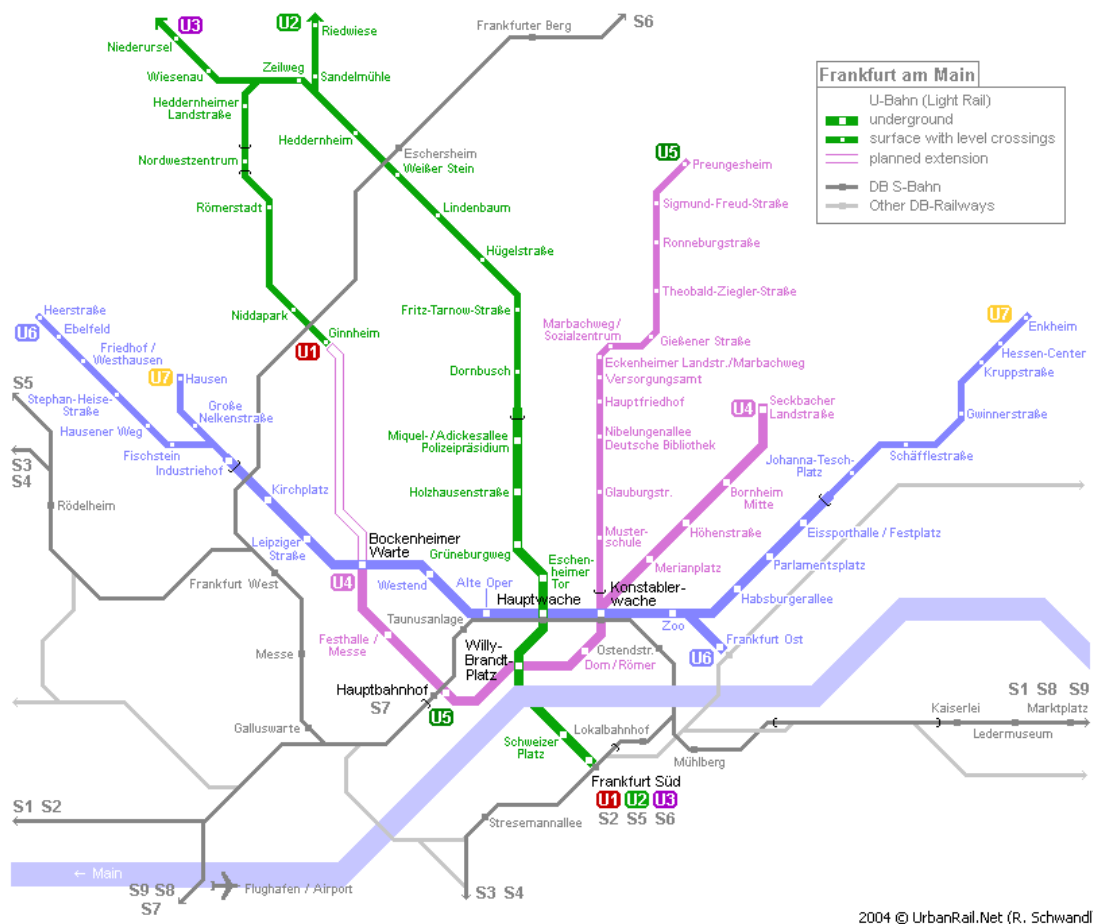 U3
U2
S6
Niederursel
Riedwiese
Frankfurter Berg
Wiesenau
Zeilweg
Sandelmühle
Heddernheimer
Landstraße
Heddernheim
Eschersheim
Weißer Stein
Nordwestzentrum
Römerstadt
Lindenbaum
Hügelstraße
Niddapark
Ginnheim
U1
Fritz-Tarnow-Straße
Dornbusch
Miquel-/Adickesallee
Polizeipräsidium
Holzhausenstraße
Grüneburgweg
Eschen-
heimer
Tor
U5
Preungesheim
Sigmund-Freud-Straße
Ronneburgstraße
Theobald-Ziegler-Straße
Marbachweg/
Sozialzentrum
Gießener Straße
Eckenheimer Landstr./Marbachweg
Versorgungsamt
Hauptfriedhof
Nibelungenallee
Deutsche Bibliothek
Glauburgstr.
Muster-
schule
U4
Seckbacher
Landstraße
Bornheim
Mitte
Höhenstraße
Merianplatz
Frankfurt am Main
U-Bahn (Light Rail)
underground
surface with level crossings
planned extension
DB S-Bahn
Other DB-Railways
U7
Enkheim
Hessen-Center
Kruppstraße
Gwinnerstraße
Schäfflestraße
Johanna-Tesch-
Platz
Eissporthalle / Festplatz
Parlamentsplatz
Habsburgerallee
Zoo
Frankfurt Ost
U6
Heerstraße
U6
Ebelfeld
Friedhof /
Westhausen
U7
Hausen
Stephan-Heise-
Straße
Große
Nelkenstraße
Hausener Weg
Fischstein
Industriehof
Kirchplatz
Leipziger
Straße
Bockenheimer
Warte
U4
Westend
Alte Oper
Hauptwache
Konstabler-
wache
S5
S3
S4
Rödelheim
Frankfurt West
Messe
Galluswarte
Festhalle /
Messe
Taunusanlage
Willy-
Brandt-
Platz
Dom/Römer
Ostendstr.
Hauptbahnhof
S7
U5
Schweizer
Platz
Lokalbahnhof
Mühlberg
S1 S8 S9
Kaiserlei
Marktplatz
Ledermuseum
Frankfurt Süd
U1 U2 U3
S2 S5 S6
Stresemannallee
S1 S2
← Main
S9 S8
S7
Flughafen / Airport
S3 S4
2004 © UrbanRail.Net (R. Schwandl